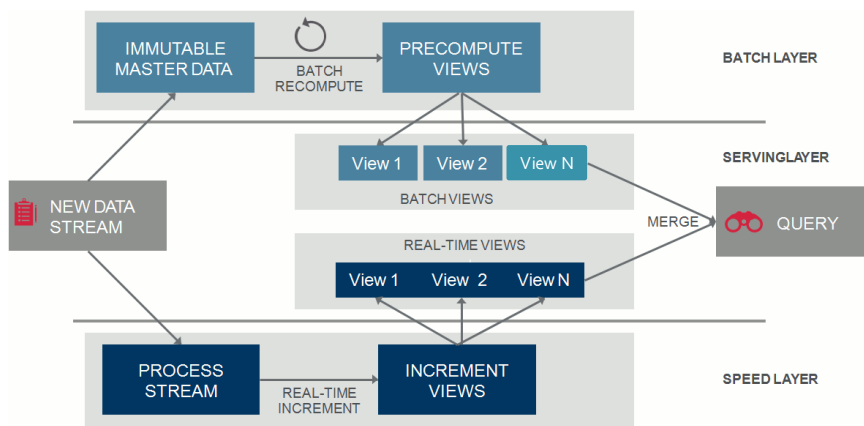 IMMUTABLE
MASTER DATA
BATCH
RECOMPUTE
PRECOMPUTE
VIEWS
BATCH LAYER
View 1
View 2
View N
BATCH VIEWS
SERVINGLAYER
NEW DATA
STREAM
MERGE
QUERY
REAL-TIME VIEWS
View 1
View 2
View N
PROCESS
STREAM
REAL-TIME
INCREMENT
INCREMENT
VIEWS
SPEED LAYER